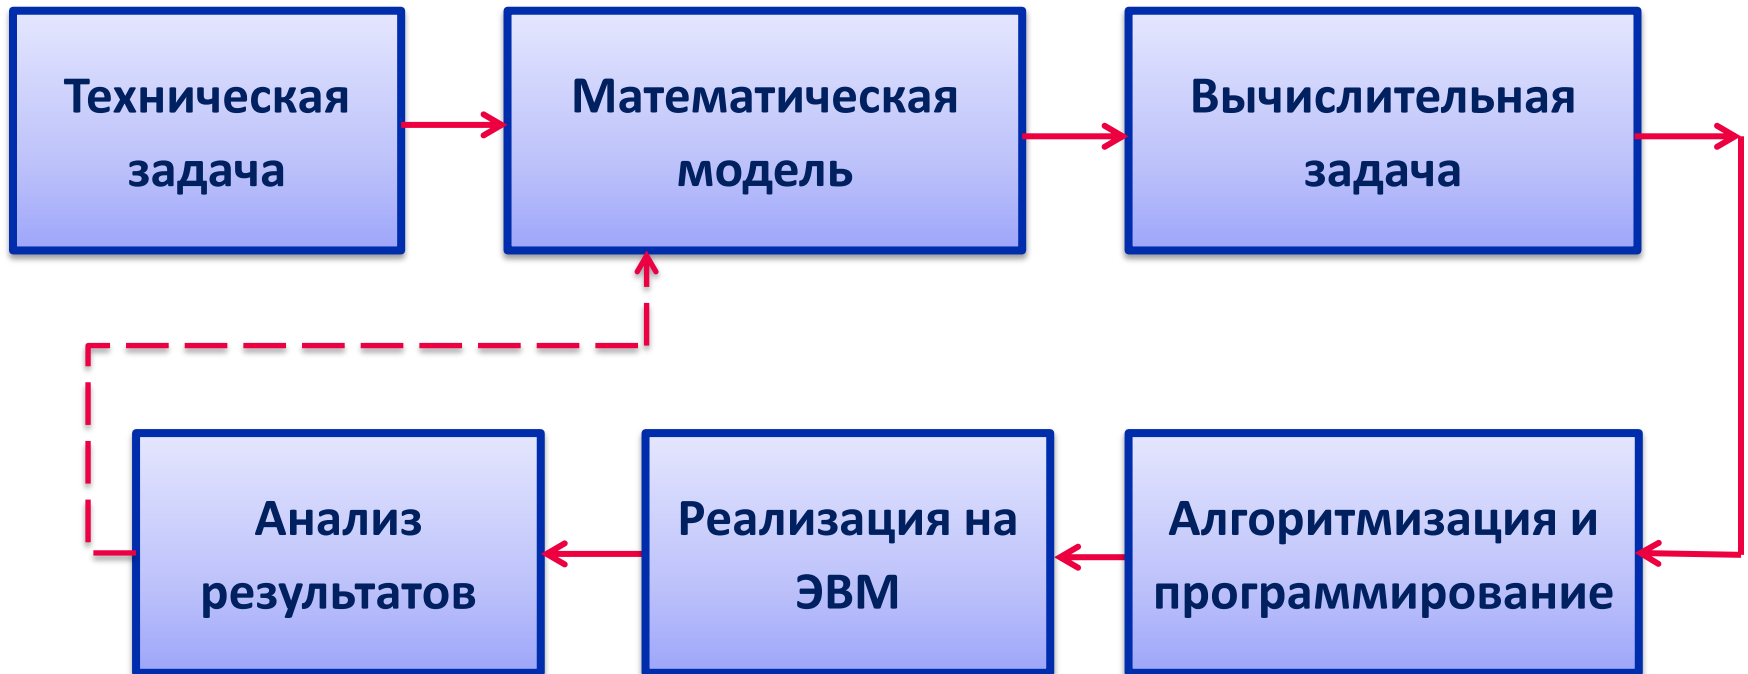 Техническая
задача
Математическая
модель
Вычислительная
задача
Анализ
результатов
Реализация на
ЭВМ
Алгоритмизация и
программирование